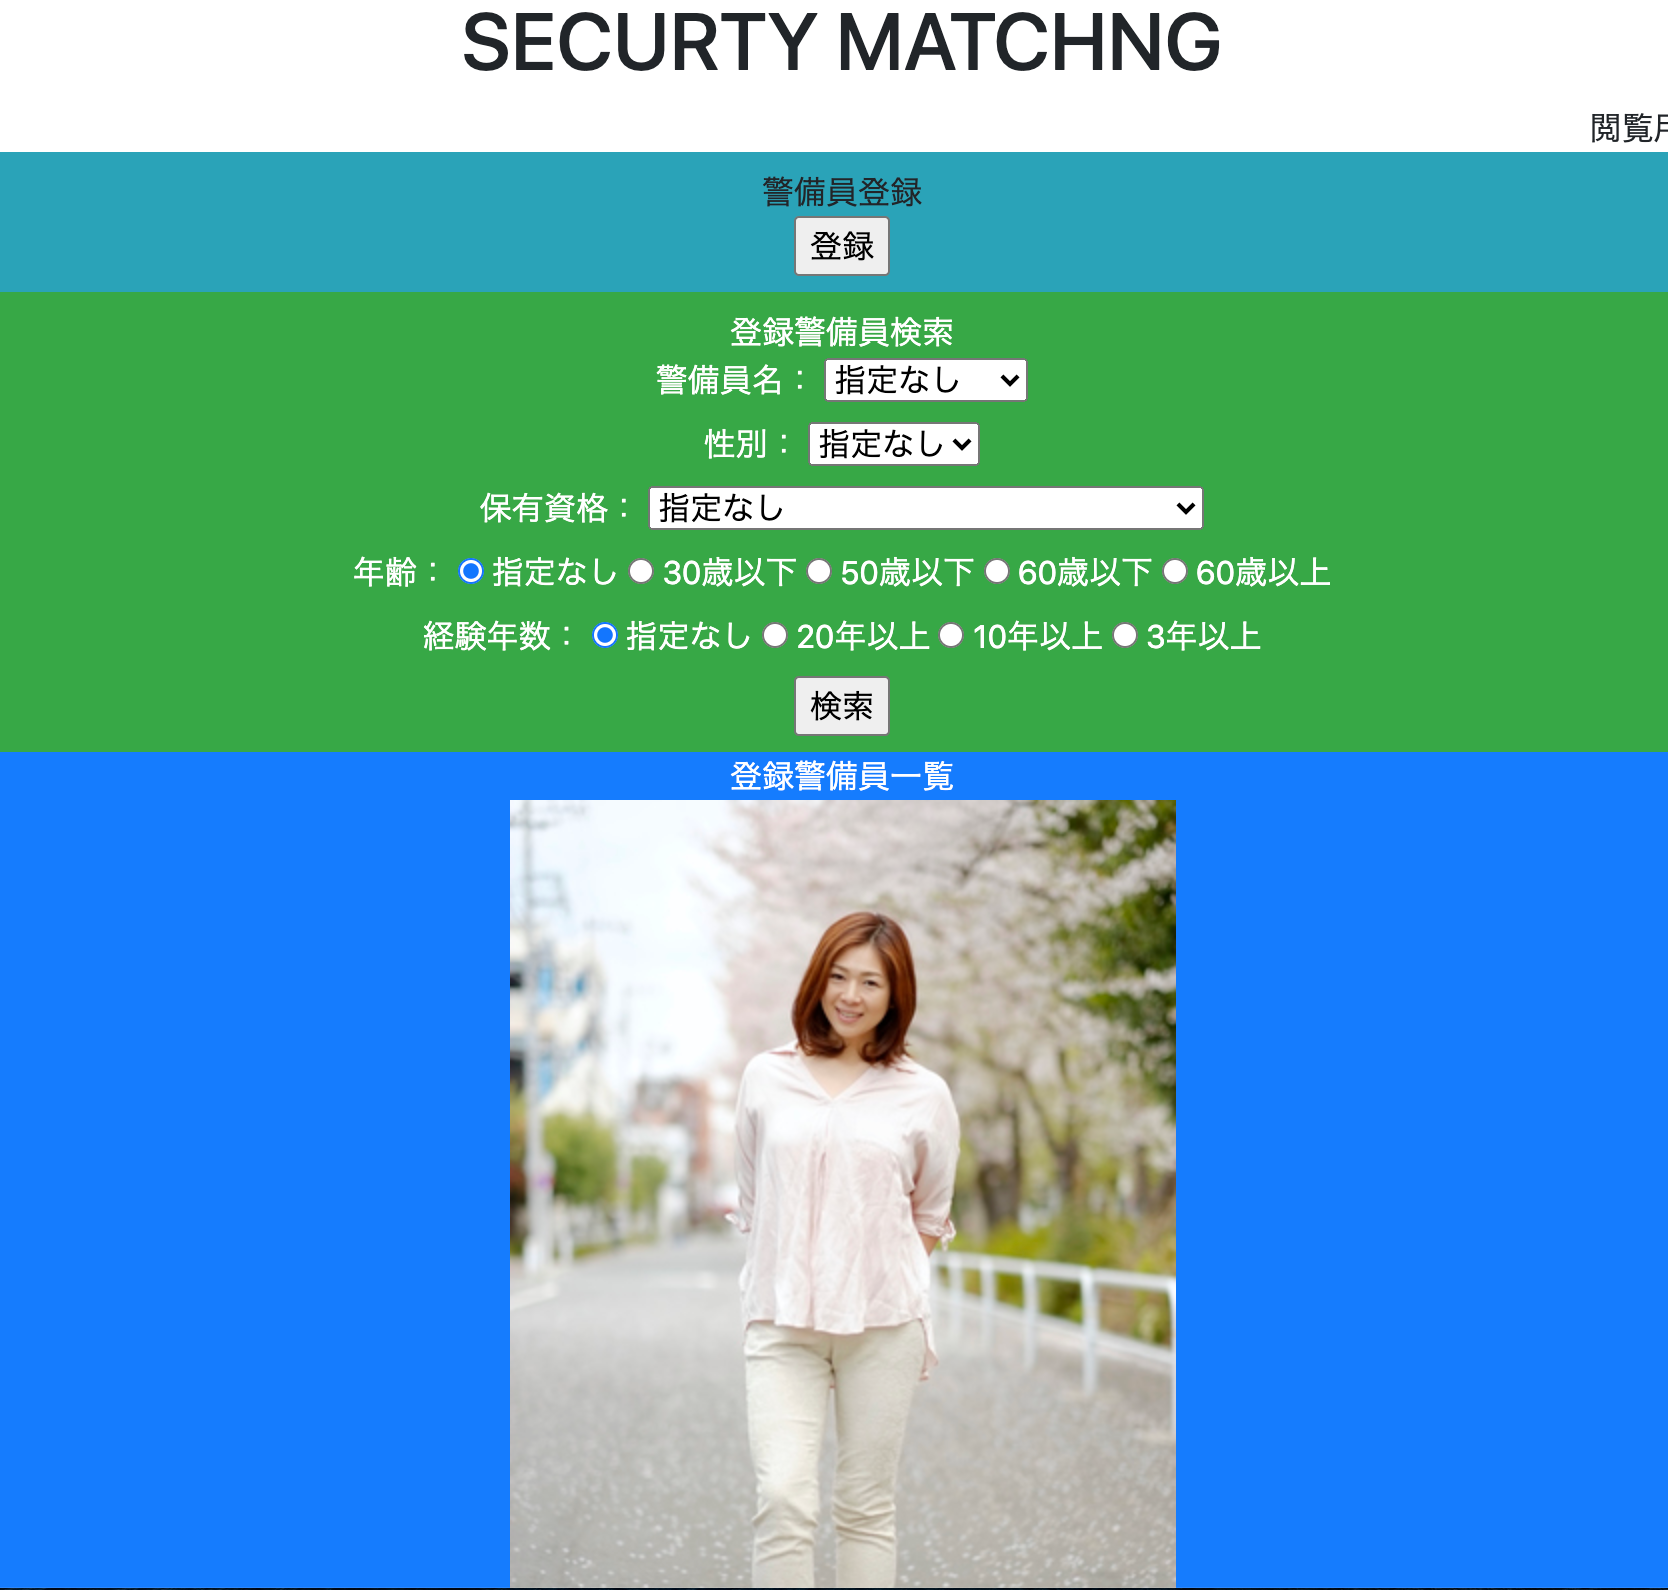 SECURTY MATCHNG
閲覧
警備員登録
登録
登録警備員検索
警備員名： 指定なし
性別： 指定なし
保有資格： 指定なし
年齢： 指定なし 30歳以下 50歳以下 60歳以下 60歳以上
経験年数： 指定なし 20年以上 10年以上 3年以上
検索
登録警備員一覧